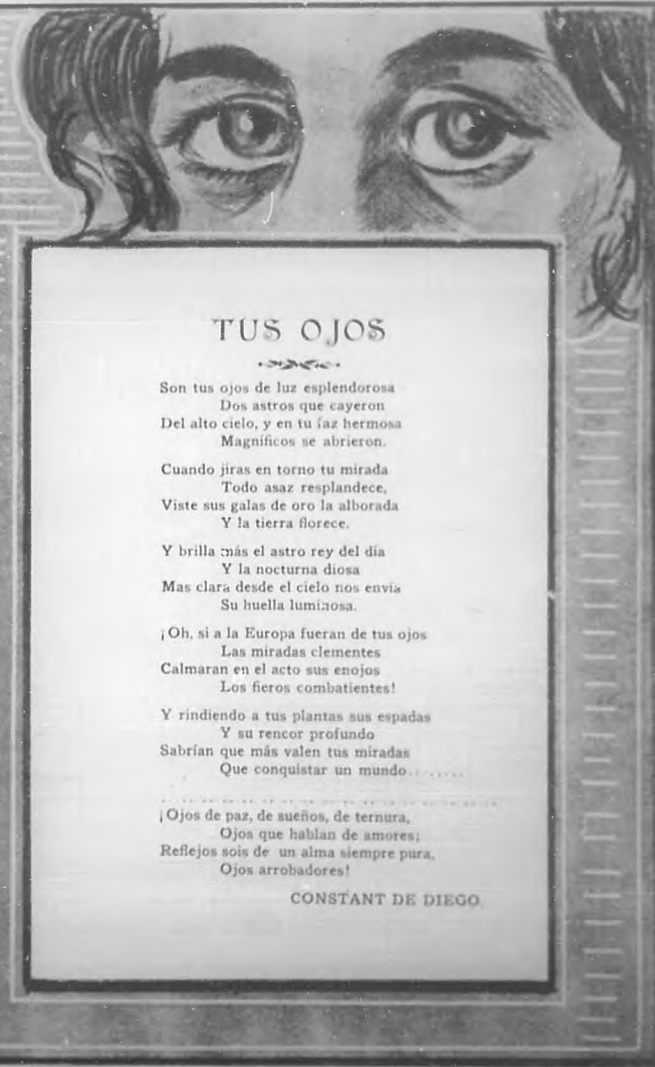 TUS OJOS
Son tus ojos de luz esplendorosa
Dos astros que cayeron
Del alto cielo, y en tu faz hermosa
Magníficos se abrieron.
Cuando jiras en torno tu mirada
Todo asaz resplandece,
Viste sus galas de oro la alborada
Y la tierra florece.
Y brilla más el astro rey del día
Y la nocturna diosa
Mas clara desde el cielo nos envía
Su huella luminosa.
¡Oh, si a la Europa fueran de tus ojos
Las miradas clementes
Calmaran en el acto sus enojos
Los fieros combatientes!
Y rindiendo a tus plantas sus espadas
Y su rencor profundo
Sabrían que más valen tus miradas
Que conquistar un mundo........
¡Ojos de paz, de sueños, de ternura,
Ojos que hablan de amores;
Reflejos sois de un alma siempre pura,
Ojos arrobadores!
CONSTANT DE DIEGO